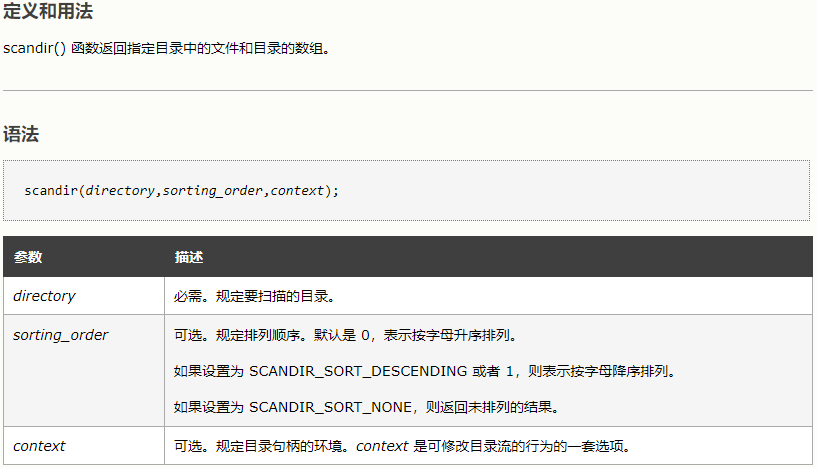 定义和用法
scandir() 函数返回指定目录中的文件和目录的数组。
语法
scandir(directory,sorting_order,context);
参数 描述
directory 必需。规定要扫描的目录。
sorting_order 可选。规定排列顺序。默认是 0，表示按字母升序排列。
如果设置为 SCANDIR_SORT_DESCENDING 或者 1，则表示按字母降序排列。
如果设置为 SCANDIR_SORT_NONE，则返回未排列的结果。
context 可选。规定目录句柄的环境。context 是可修改目录流的行为的一套选项。